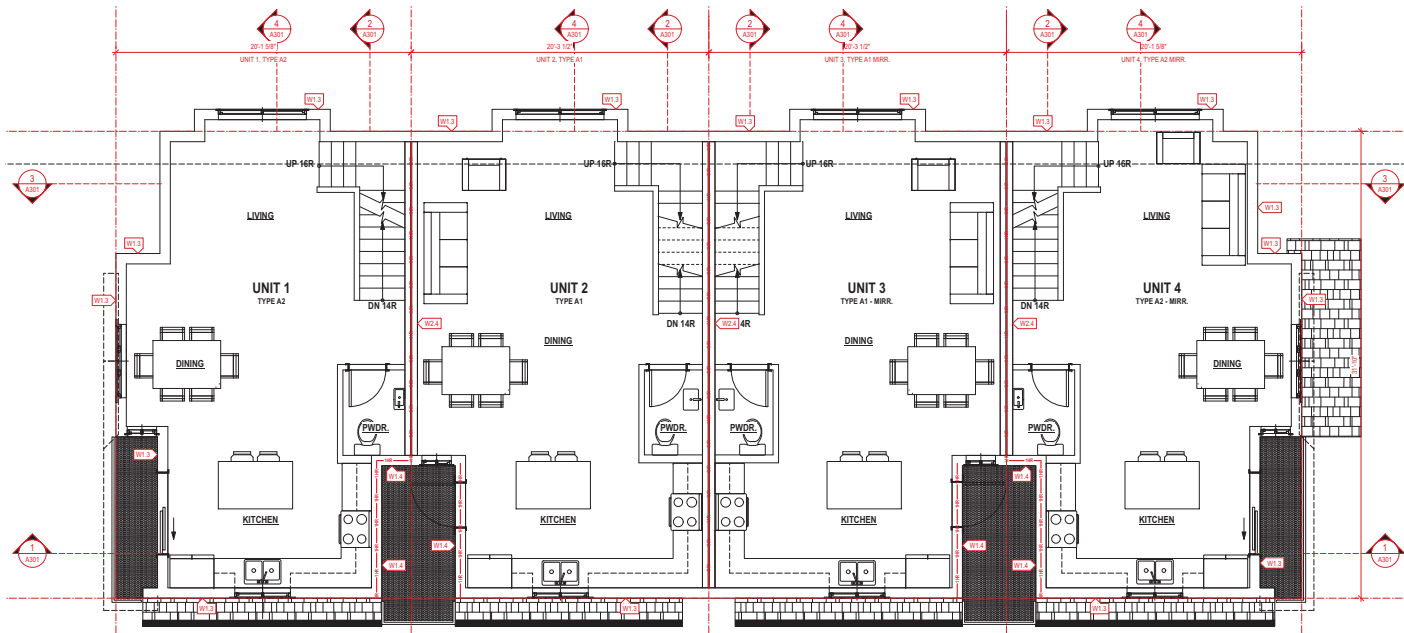 4 2 4 2 2 4 2 4
A301 A301 A301 A301 A301 A301 A301 A301
20'-1 5/8" 20'-3 1/2" 20'-3 1/2" 20'-1 5/8"
UNIT 1, TYPE A2 UNIT 2, TYPE A1 UNIT 3, TYPE A1 MIRR. UNIT 4, TYPE A2 MIRR.
W1.3 W1.3 W1.3 W1.3
W1.3 W1.3 W1.3
UP 16R UP 16R UP 16R UP 16R
3 3
A301 A301
W1.3
LIVING LIVING LIVING LIVING
W1.3 W1.3
UNIT 1 UNIT 2 UNIT 3 UNIT 4
TYPE A2 TYPE A1 TYPE A1 - MIRR. TYPE A2 - MIRR.
W1.3 DN 14R DN 14R W1.3
W2.4 DN 14R W2.4 4R W2.4
DINING DINING
DINING DINING
PWDR. PWDR. PWDR. PWDR.
W1.3
1HR 1HR
W1.4 W1.4
KITCHEN KITCHEN KITCHEN KITCHEN
W1.4 W1.4
1 1
A301 A301
W1.4 W1.4 W1.3
W1.3 W1.3 W1.3